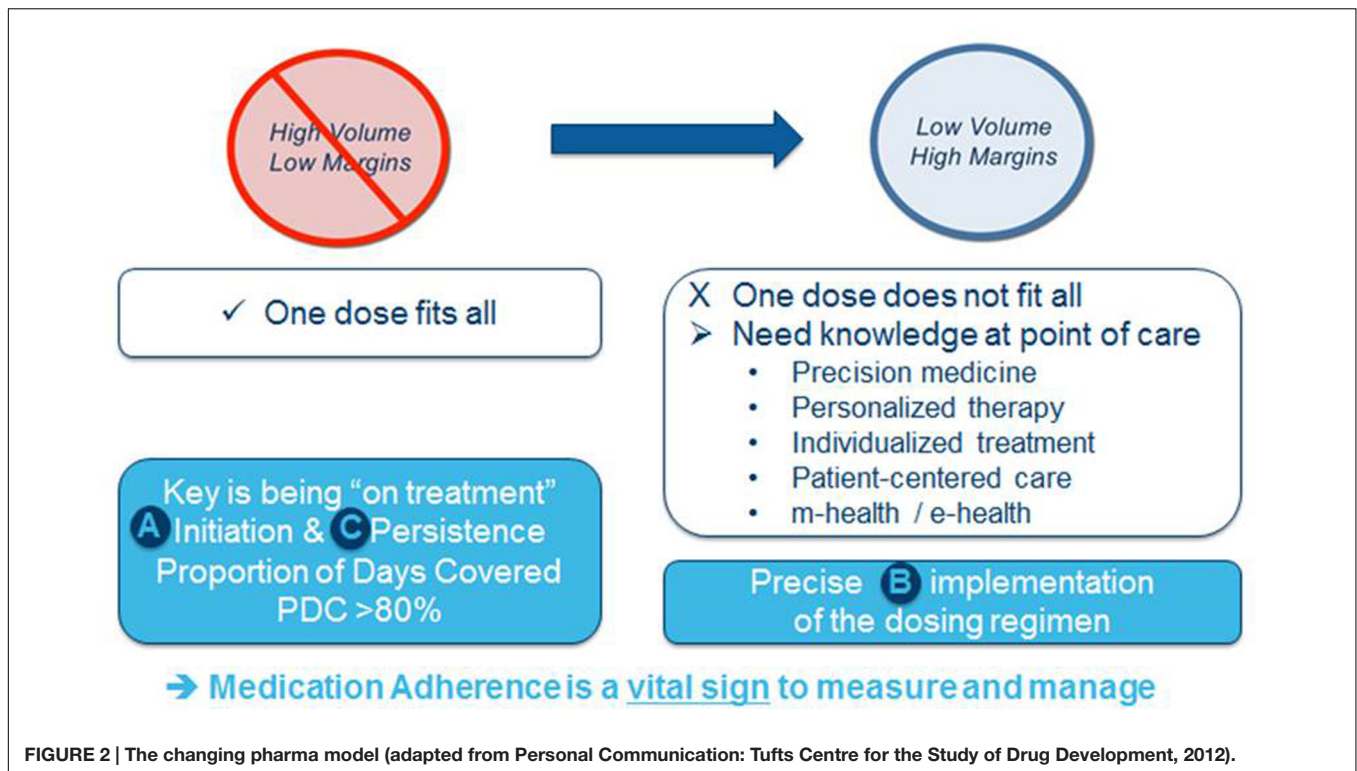 High Volume
Low Margins
Low Volume
High Margins
✓ One dose fits all
X One dose does not fit all
➢ Need knowledge at point of care
• Precision medicine
• Personalized therapy
• Individualized treatment
• Patient-centered care
• m-health / e-health
Key is being “on treatment”
A Initiation & C Persistence
Proportion of Days Covered
PDC >80%
Precise B implementation
of the dosing regimen
➔ Medication Adherence is a vital sign to measure and manage
FIGURE 2 | The changing pharma model (adapted from Personal Communication: Tufts Centre for the Study of Drug Development, 2012).